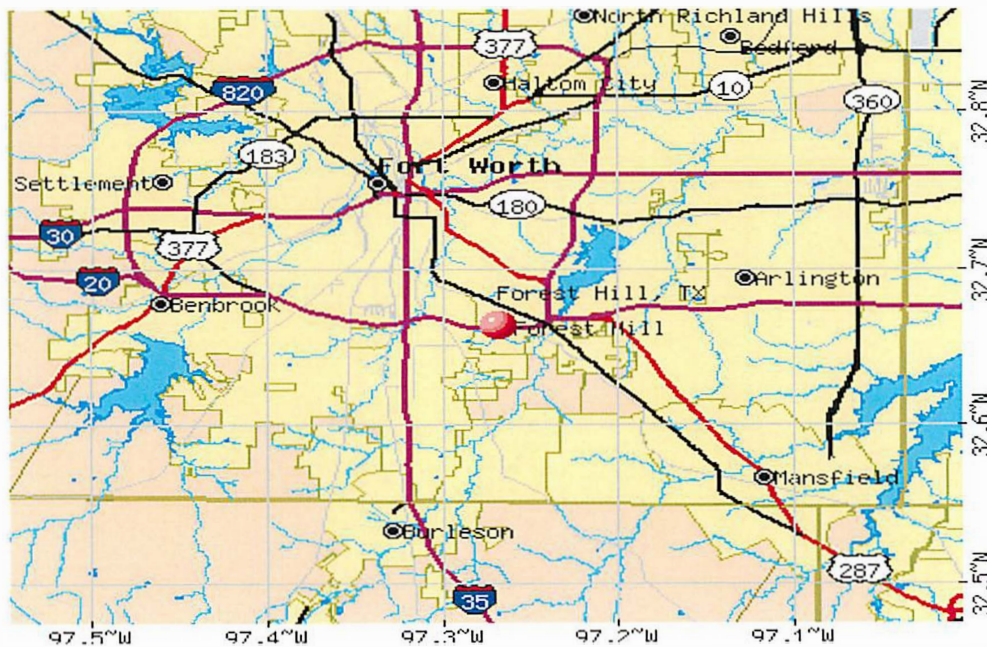 North Richland Hills
377
Bedford
820
Haltom City
10
360
32.8~N
183
Fort Worth
Settlement
180
30
377
20
32.7~N
Arlington
Forest Hill, TX
Benbrook
Forest Hill
32.6~N
Mansfield
Burleson
287
32.5~N
35
97.5~W
97.4~W
97.3~W
97.2~W
97.1~W